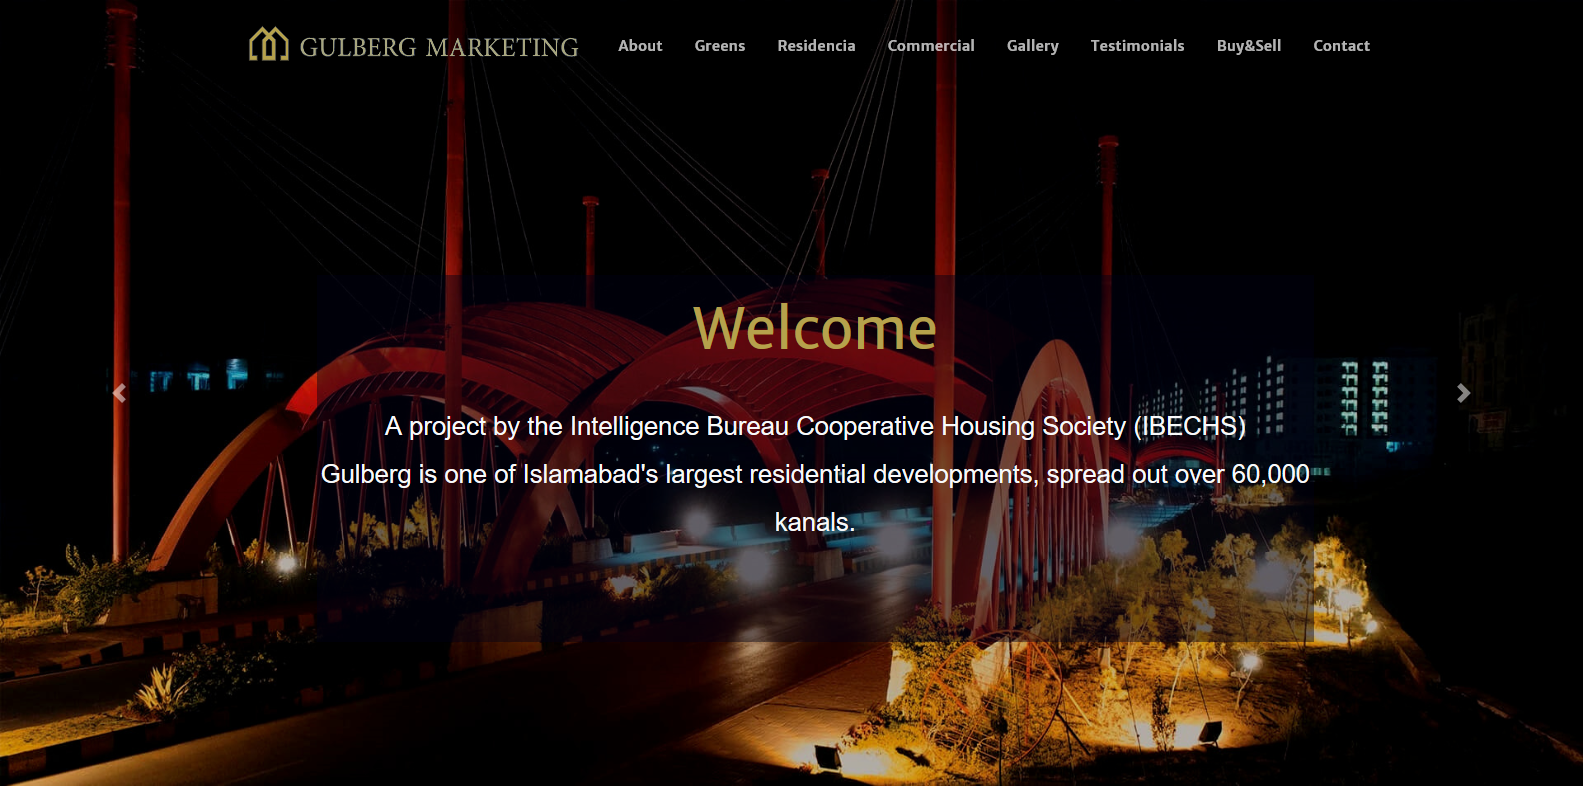 GULBERG MARKETING
About
Greens
Residencia
Commercial
Gallery
Testimonials
Buy&Sell
Contact
Welcome
A project by the Intelligence Bureau Cooperative Housing Society (IBECHS)
Gulberg is one of Islamabad's largest residential developments, spread out over 60,000
kanals.